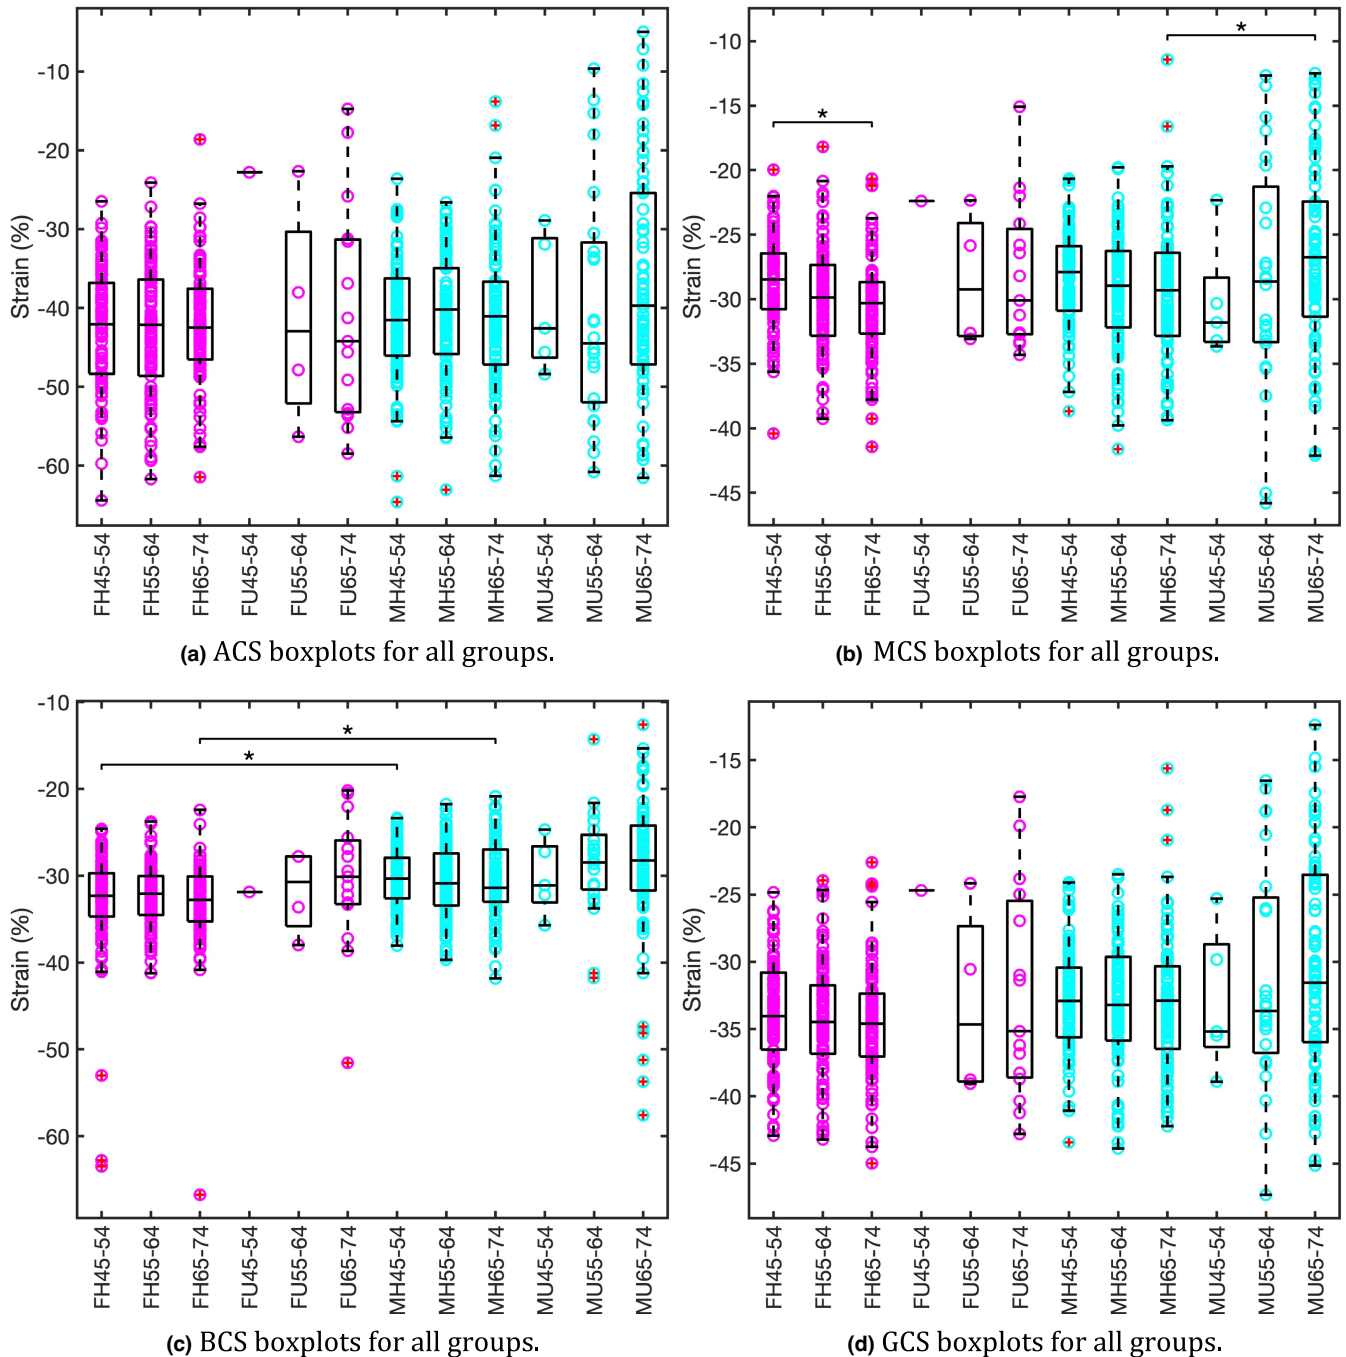 -10
-20
-30
-40
-50
-60
Strain (%)
FH45-54
FH55-64
FH65-74
FU45-54
FU55-64
FU65-74
MH45-54
MH55-64
MH65-74
MU45-54
MU55-64
MU65-74
(a) ACS boxplots for all groups.
-10
-15
-20
-25
-30
-35
-40
-45
Strain (%)
*
*
FH45-54
FH55-64
FH65-74
FU45-54
FU55-64
FU65-74
MH45-54
MH55-64
MH65-74
MU45-54
MU55-64
MU65-74
(b) MCS boxplots for all groups.
-10
-20
-30
-40
-50
-60
Strain (%)
*
*
FH45-54
FH55-64
FH65-74
FU45-54
FU55-64
FU65-74
MH45-54
MH55-64
MH65-74
MU45-54
MU55-64
MU65-74
(c) BCS boxplots for all groups.
-15
-20
-25
-30
-35
-40
-45
Strain (%)
FH45-54
FH55-64
FH65-74
FU45-54
FU55-64
FU65-74
MH45-54
MH55-64
MH65-74
MU45-54
MU55-64
MU65-74
(d) GCS boxplots for all groups.